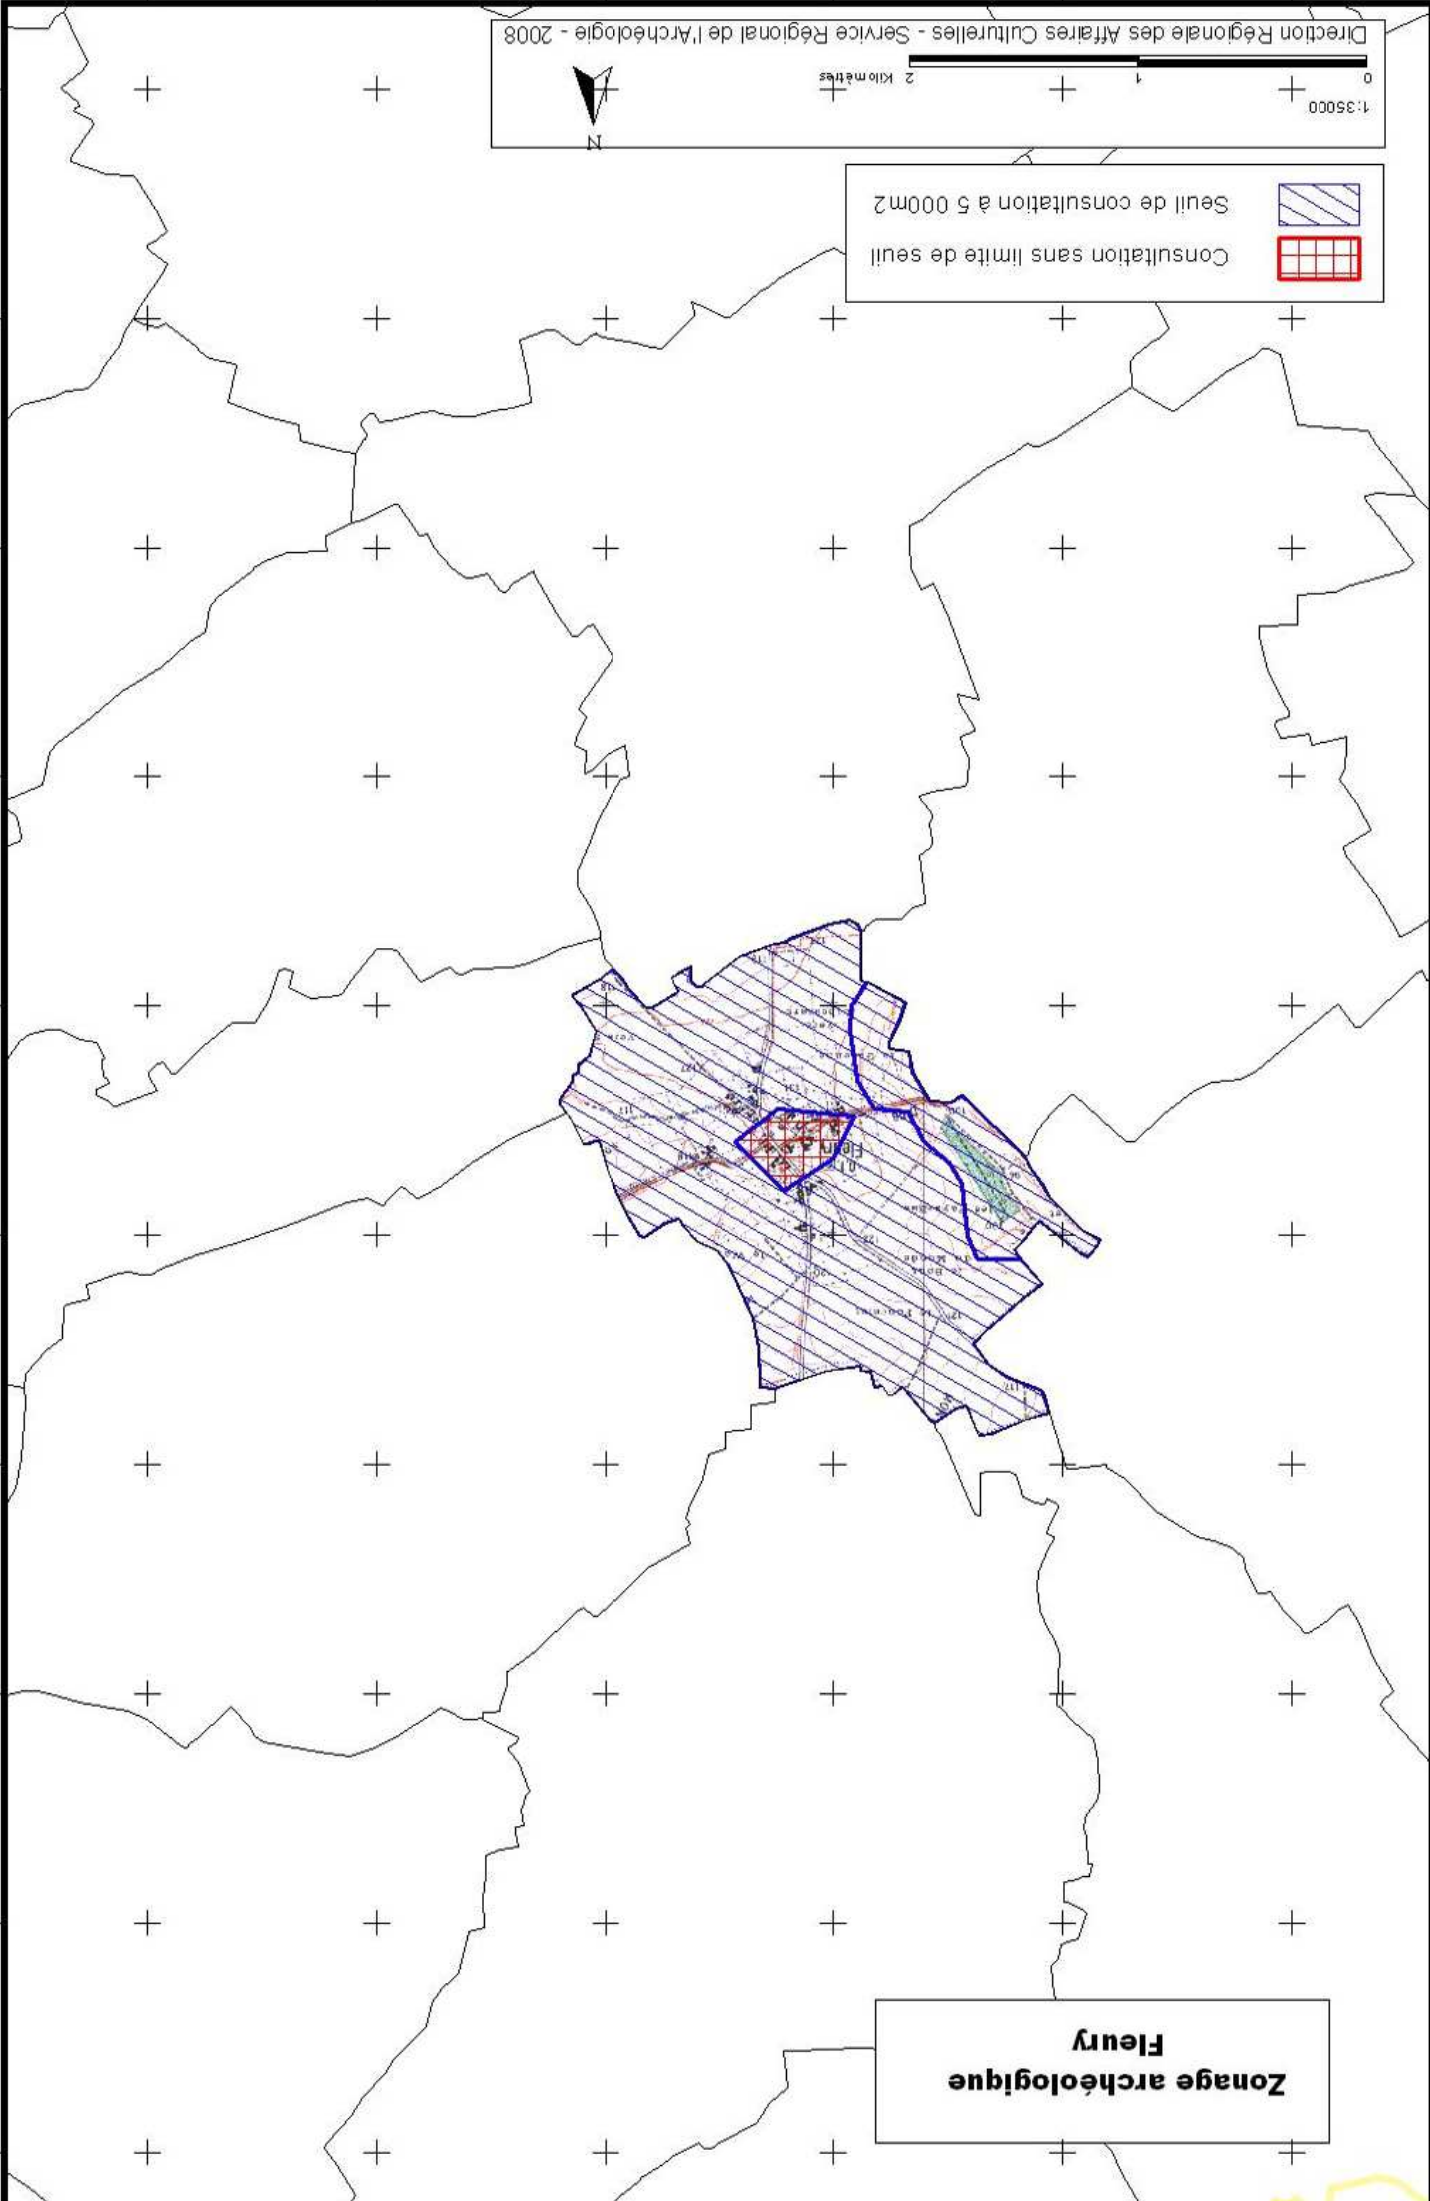 Zonage archéologique
Fleury
Fleury
Consultation sans limite de seuil
Seuil de consultation à 5 000m2
1:35000
N
0 1 2 Kilomètres
Direction Régionale des Affaires Culturelles - Service Régional de l'Archéologie - 2008